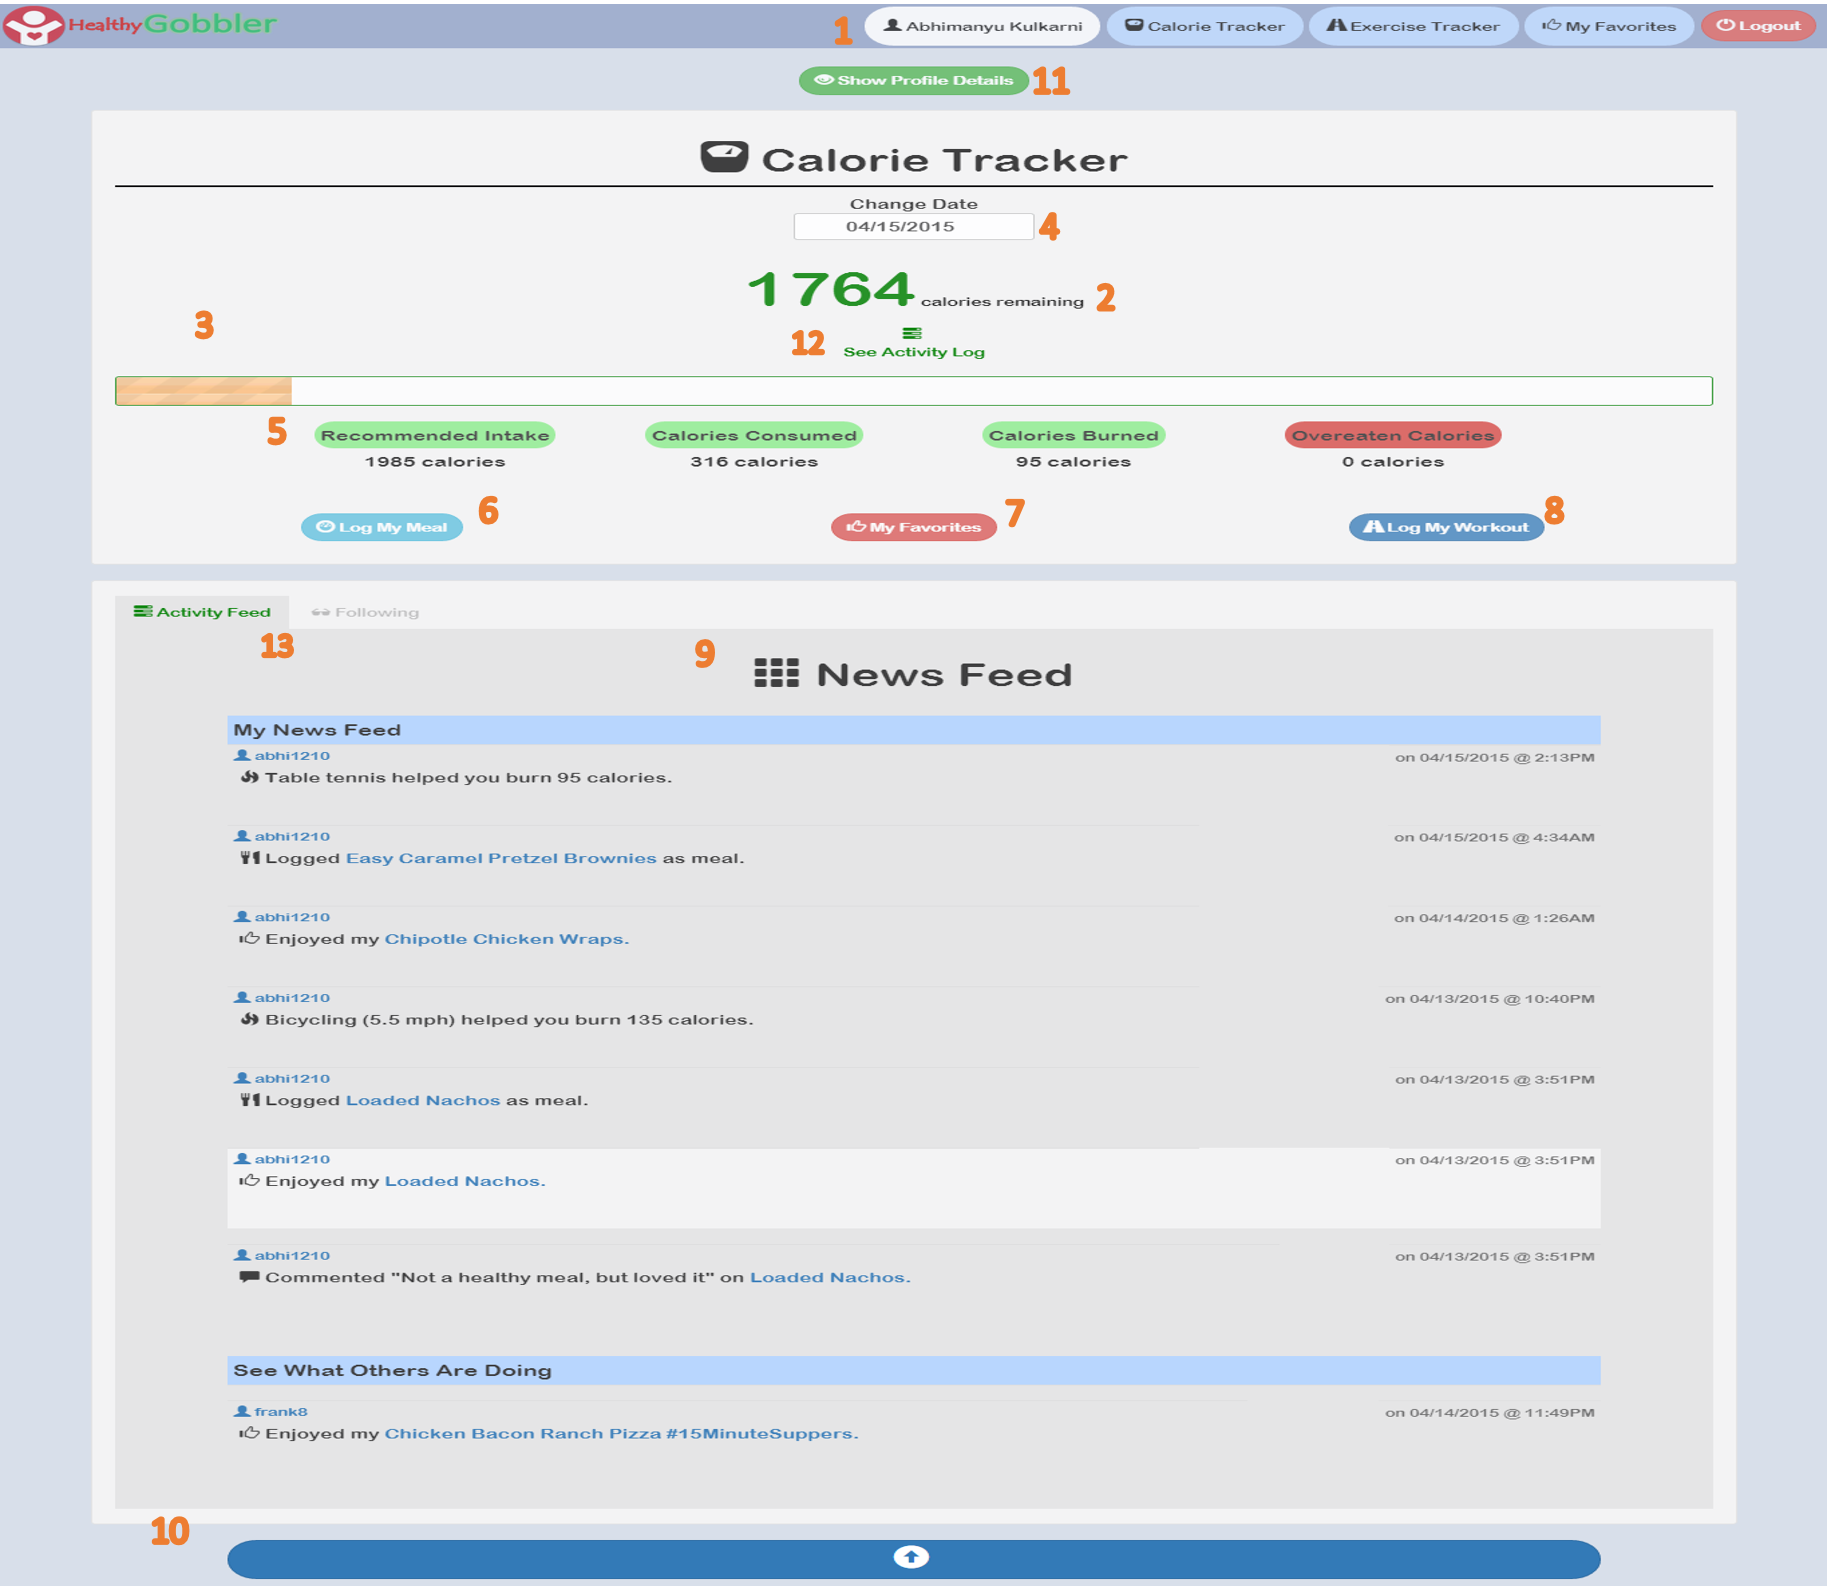 HealthyGobbler 1 Abhimanyu Kulkarni Calorie Tracker Exercise Tracker My Favorites Logout
Show Profile Details 11
Calorie Tracker
Change Date
04/15/2015 4
1764 calories remaining 2
3
12 See Activity Log
5 Recommended Intake Calories Consumed Calories Burned Overeaten Calories
1985 calories 316 calories 95 calories 0 calories
Log My Meal 6 My Favorites 7 Log My Workout 8
Activity Feed Following
13 9
News Feed
My News Feed
abhi1210 on 04/15/2015 @ 2:13PM
Table tennis helped you burn 95 calories.
abhi1210 on 04/15/2015 @ 4:34AM
Logged Easy Caramel Pretzel Brownies as meal.
abhi1210 on 04/14/2015 @ 1:26AM
Enjoyed my Chipotle Chicken Wraps.
abhi1210 on 04/13/2015 @ 10:40PM
Bicycling (5.5 mph) helped you burn 135 calories.
abhi1210 on 04/13/2015 @ 3:51PM
Logged Loaded Nachos as meal.
abhi1210 on 04/13/2015 @ 3:51PM
Enjoyed my Loaded Nachos.
abhi1210 on 04/13/2015 @ 3:51PM
Commented "Not a healthy meal, but loved it" on Loaded Nachos.
See What Others Are Doing
frank8 on 04/14/2015 @ 11:49PM
Enjoyed my Chicken Bacon Ranch Pizza #15MinuteSuppers.
10